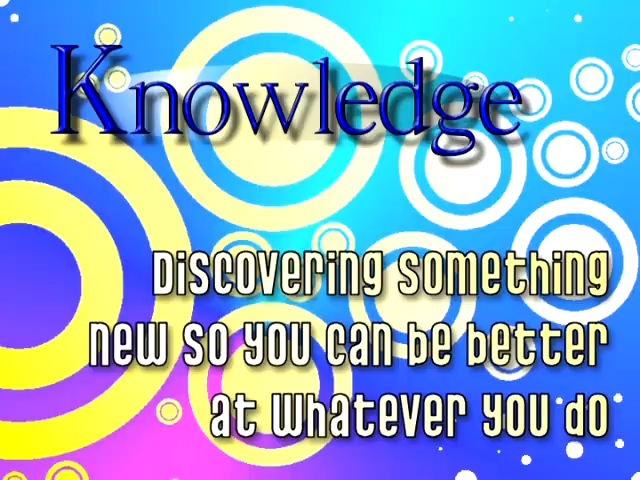 Knowledge
Discovering something
new so you can be better
at whatever you do